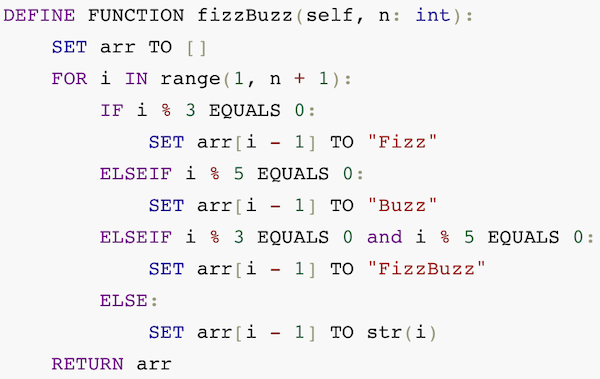 DEFINE FUNCTION fizzBuzz(self, n: int):
    SET arr TO []
    FOR i IN range(1, n + 1):
        IF i % 3 EQUALS 0:
            SET arr[i - 1] TO "Fizz"
        ELSEIF i % 5 EQUALS 0:
            SET arr[i - 1] TO "Buzz"
        ELSEIF i % 3 EQUALS 0 and i % 5 EQUALS 0:
            SET arr[i - 1] TO "FizzBuzz"
        ELSE:
            SET arr[i - 1] TO str(i)
    RETURN arr